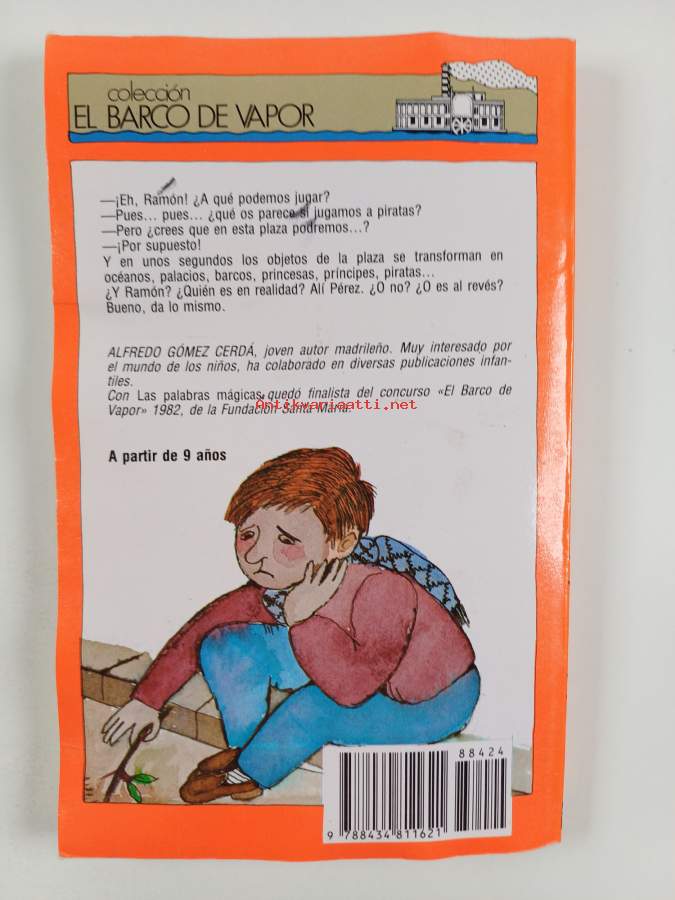 colección
EL BARCO DE VAPOR
—¡Eh, Ramón! ¿A qué podemos jugar?
—Pues... pues... ¿qué os parece si jugamos a piratas?
—Pero ¿crees que en esta plaza podremos...?
—¡Por supuesto!
Y en unos segundos los objetos de la plaza se transforman en
océanos, palacios, barcos, princesas, príncipes, piratas...
¿Y Ramón? ¿Quién es en realidad? Alí Pérez. ¿O no? ¿O es al revés?
Bueno, da lo mismo.
ALFREDO GÓMEZ CERDÁ, joven autor madrileño. Muy interesado por
el mundo de los niños, ha colaborado en diversas publicaciones infan-
tiles.
Con Las palabras mágicas quedó finalista del concurso «El Barco de
Vapor» 1982, de la Fundación Santa María.
Antikvariaatti.net
A partir de 9 años
88424
9 788434 811621